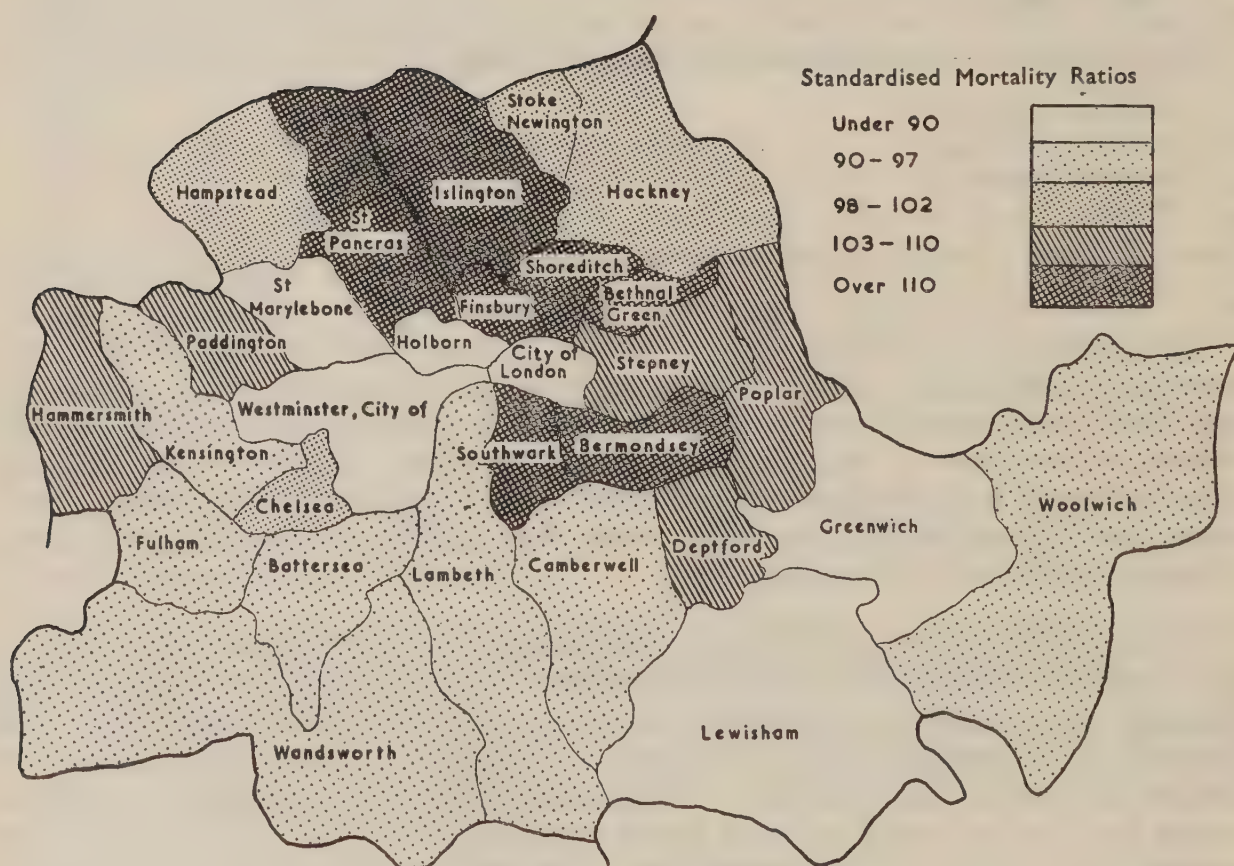 Standardised Mortality Ratios
Under 90
90-97
98-102
103-110
Over 110
Stoke
Newington
Hampstead
Islington
Hackney
St
Pancras
Shoreditch
St
Marylebone
Finsbury
Bethnal
Green
Paddington
Holborn
City of
London
Stepney
Poplar
Hammersmith
Westminster, City of
Kensington
Southwark
Bermondsey
Chelsea
Woolwich
Greenwich
Fulham
Battersea
Lambeth
Camberwell
Deptford
Lewisham
Wandsworth